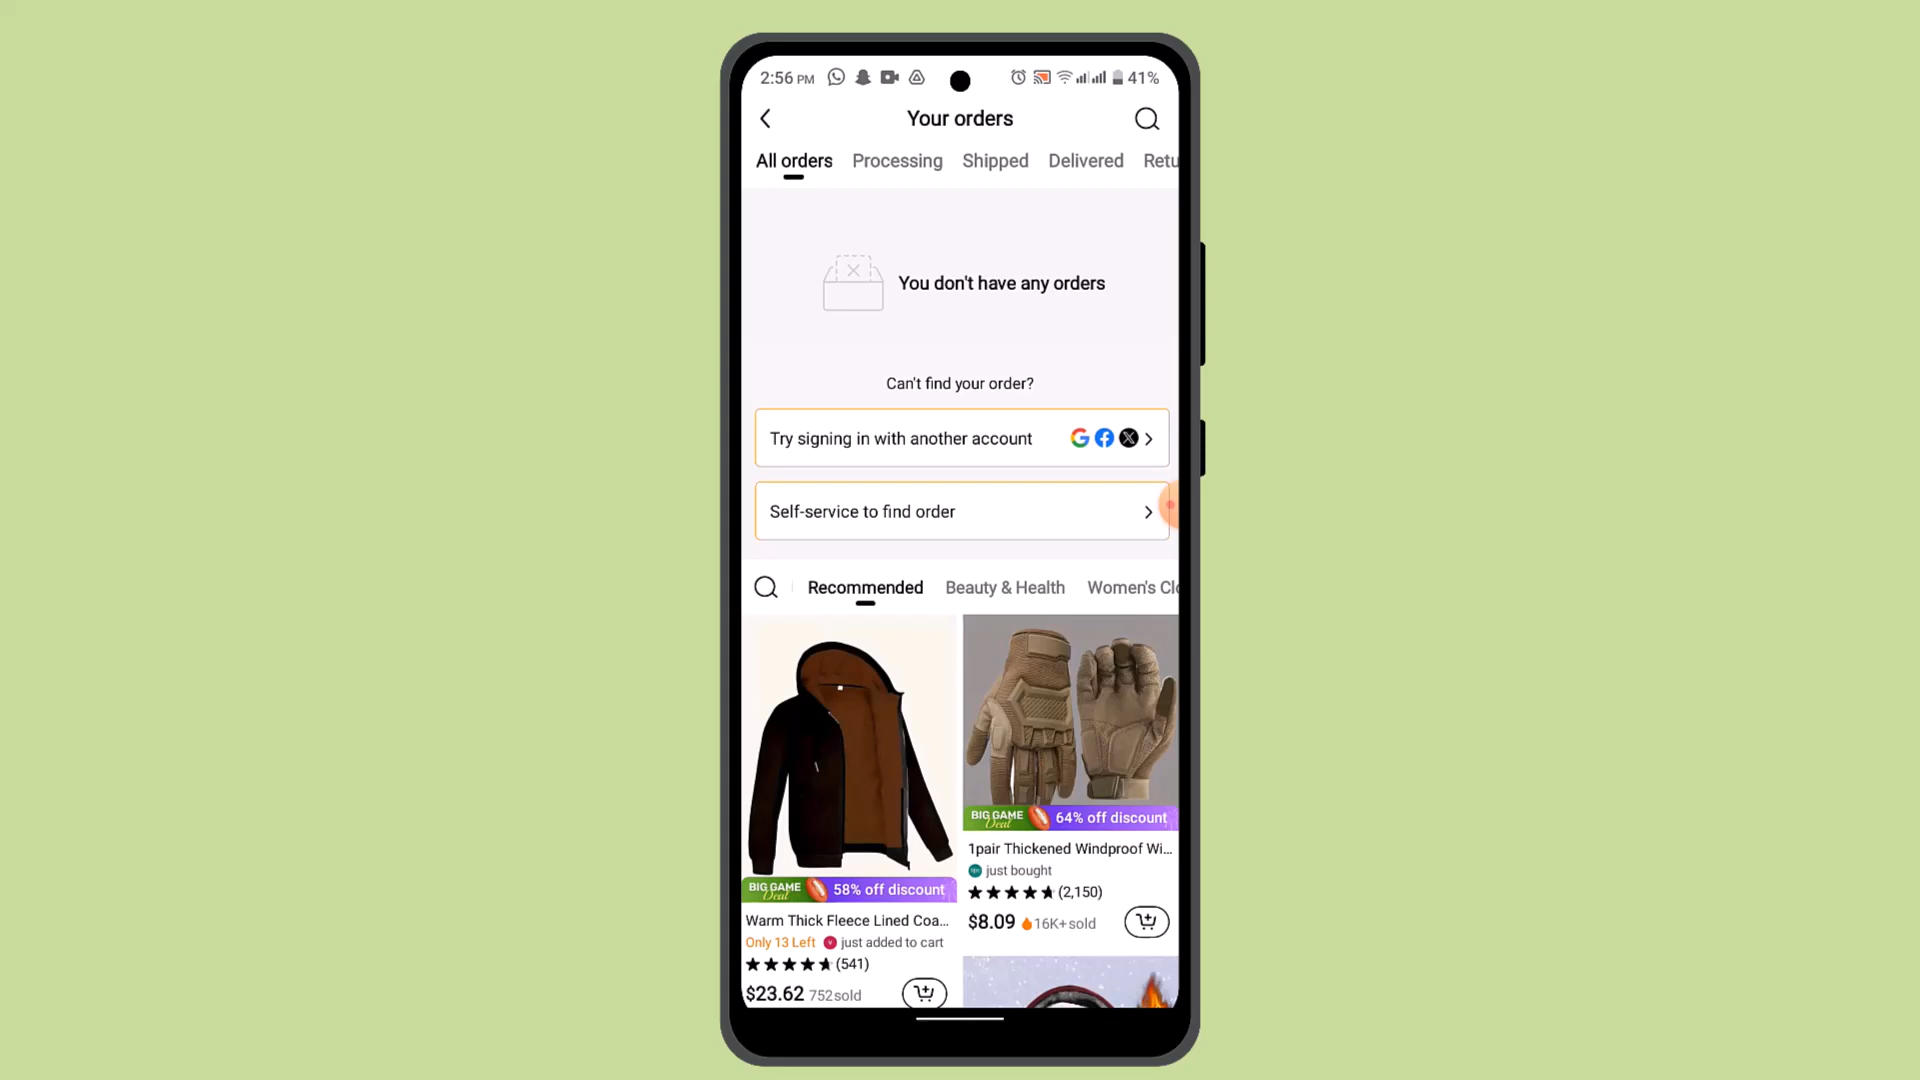 2:56 PM 41%
Your orders
All orders Processing Shipped Delivered Retu
You don't have any orders
Can't find your order?
Try signing in with another account
Self-service to find order
Recommended Beauty & Health Women's Clo
BIG GAME Deal 64% off discount
1pair Thickened Windproof Wi...
just bought
(2,150)
$8.09 16K+sold
BIG GAME Deal 58% off discount
Warm Thick Fleece Lined Coa...
Only 13 Left just added to cart
(541)
$23.62 752sold